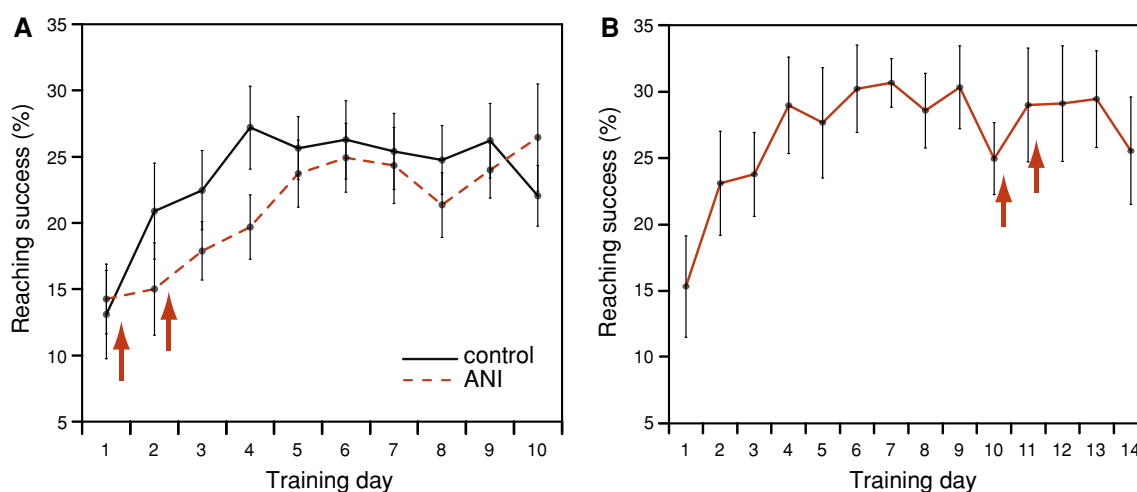 A
35
30
25
20
15
10
5
Reaching success (%)
control
ANI
1 2 3 4 5 6 7 8 9 10
Training day
B
35
30
25
20
15
10
5
Reaching success (%)
1 2 3 4 5 6 7 8 9 10 11 12 13 14
Training day